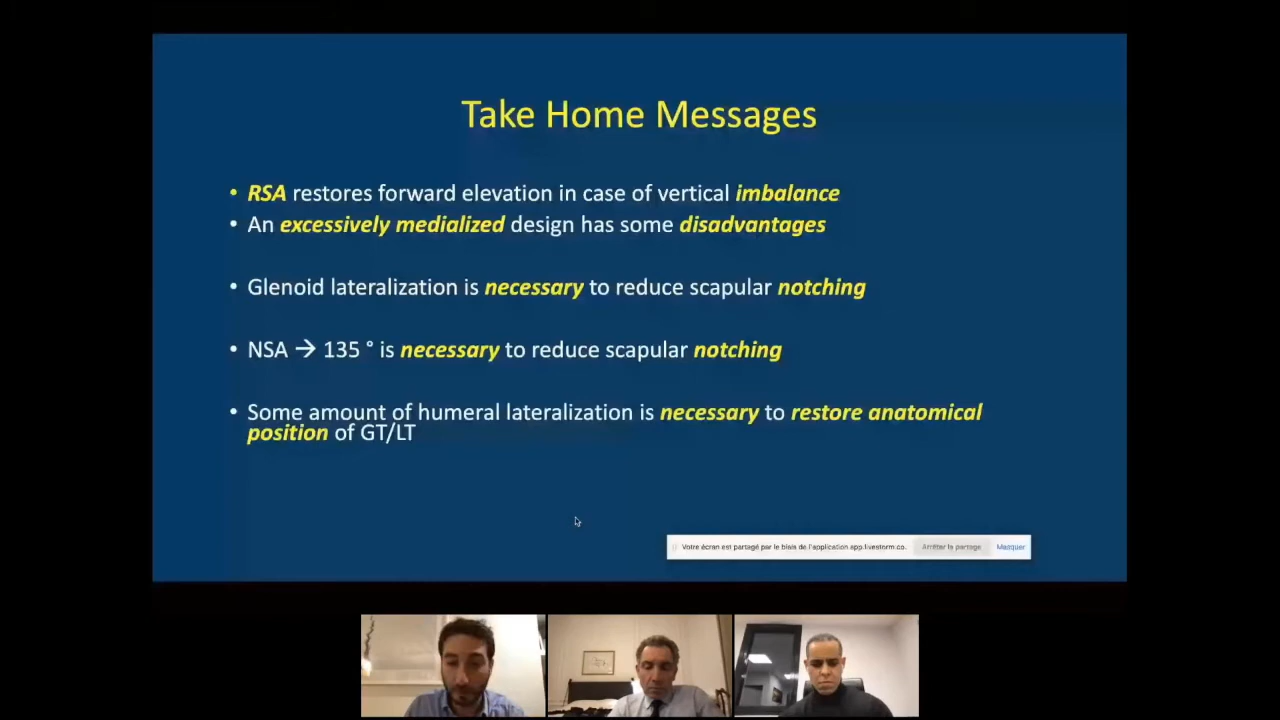 Take Home Messages
• RSA restores forward elevation in case of vertical imbalance
• An excessively medialized design has some disadvantages
• Glenoid lateralization is necessary to reduce scapular notching
• NSA → 135 ° is necessary to reduce scapular notching
• Some amount of humeral lateralization is necessary to restore anatomical
position of GT/LT
Votre écran est partagé par le biais de l'application app.livestorm.co. Arrêter le partage Masquer